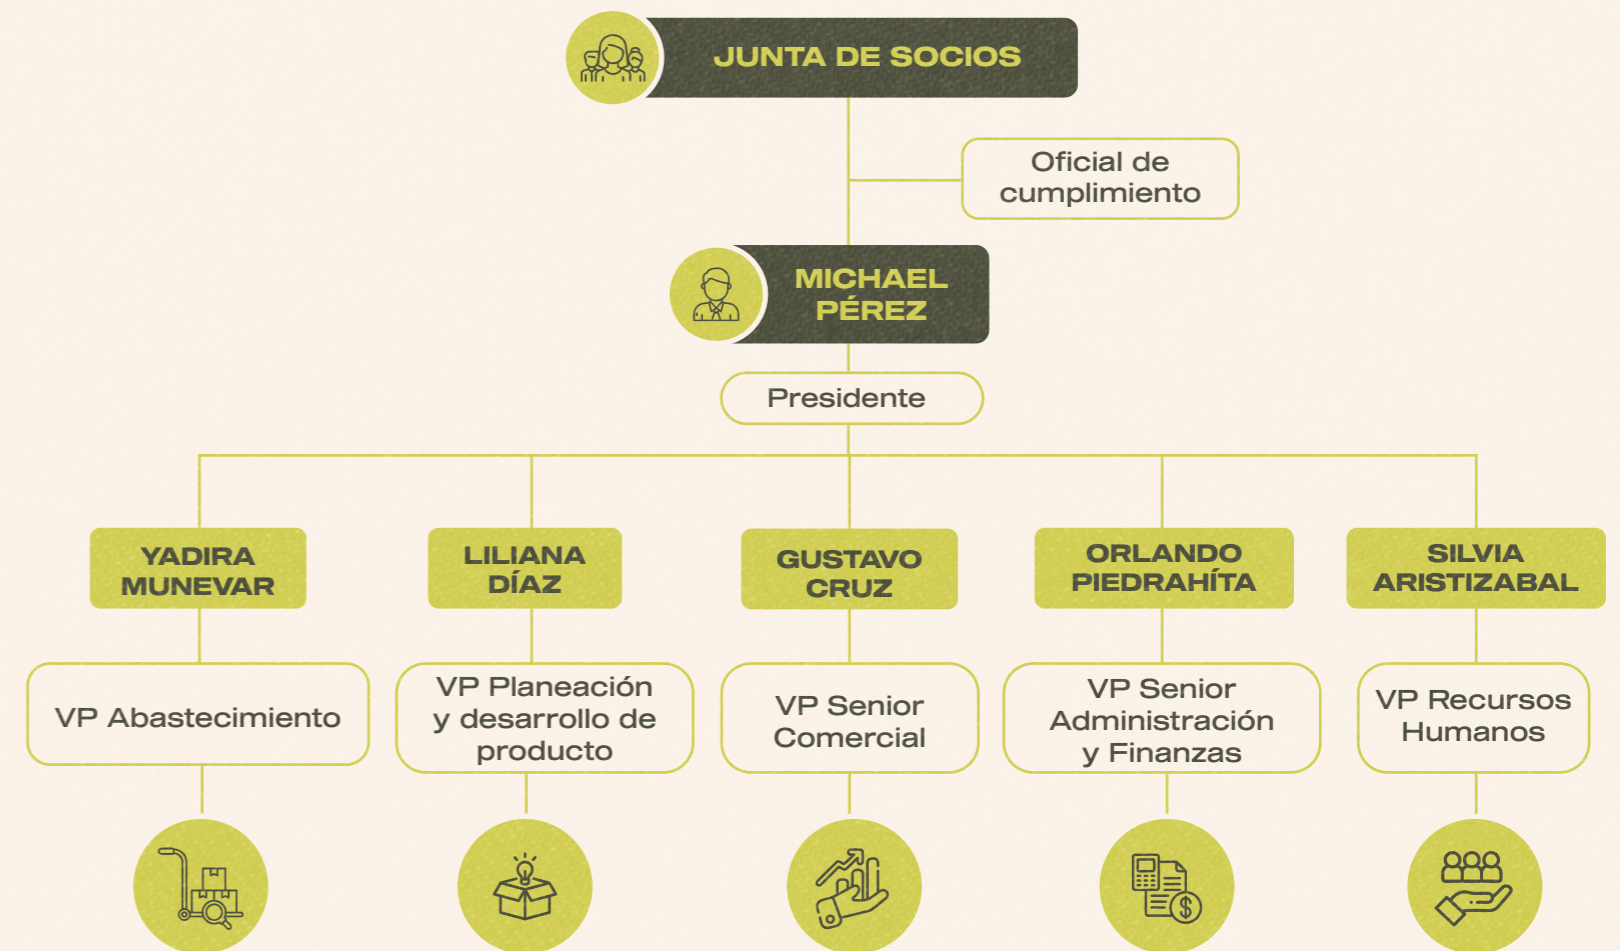 JUNTA DE SOCIOS
Oficial de
cumplimiento
MICHAEL
PÉREZ
Presidente
YADIRA
MUNEVAR
LILIANA
DÍAZ
GUSTAVO
CRUZ
ORLANDO
PIEDRAHÍTA
SILVIA
ARISTIZABAL
VP Abastecimiento
VP Planeación
y desarrollo de
producto
VP Senior
Comercial
VP Senior
Administración
y Finanzas
VP Recursos
Humanos
$